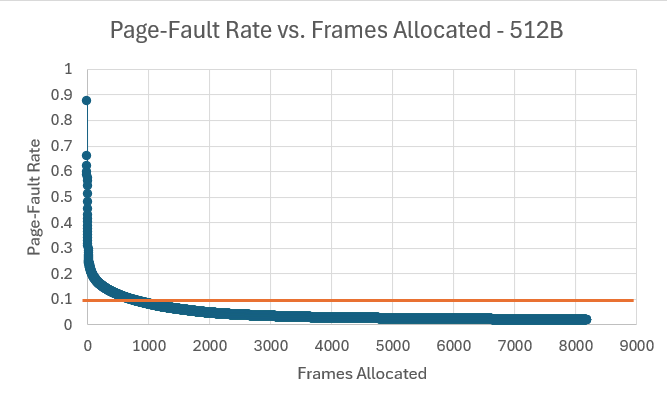 Page-Fault Rate vs. Frames Allocated - 512B
1
0.9
0.8
0.7
0.6
0.5
0.4
0.3
0.2
0.1
0
Page-Fault Rate
0 1000 2000 3000 4000 5000 6000 7000 8000 9000
Frames Allocated